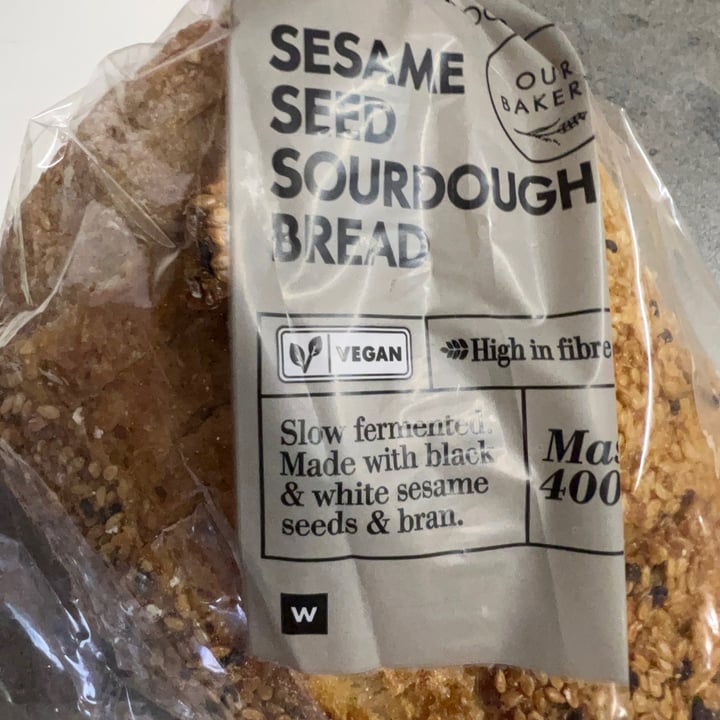 SESAME
SEED
SOURDOUGH
BREAD
OUR
VEGAN
High in fibre
Slow fermented.
Made with black
& white sesame
seeds & bran.
400
W